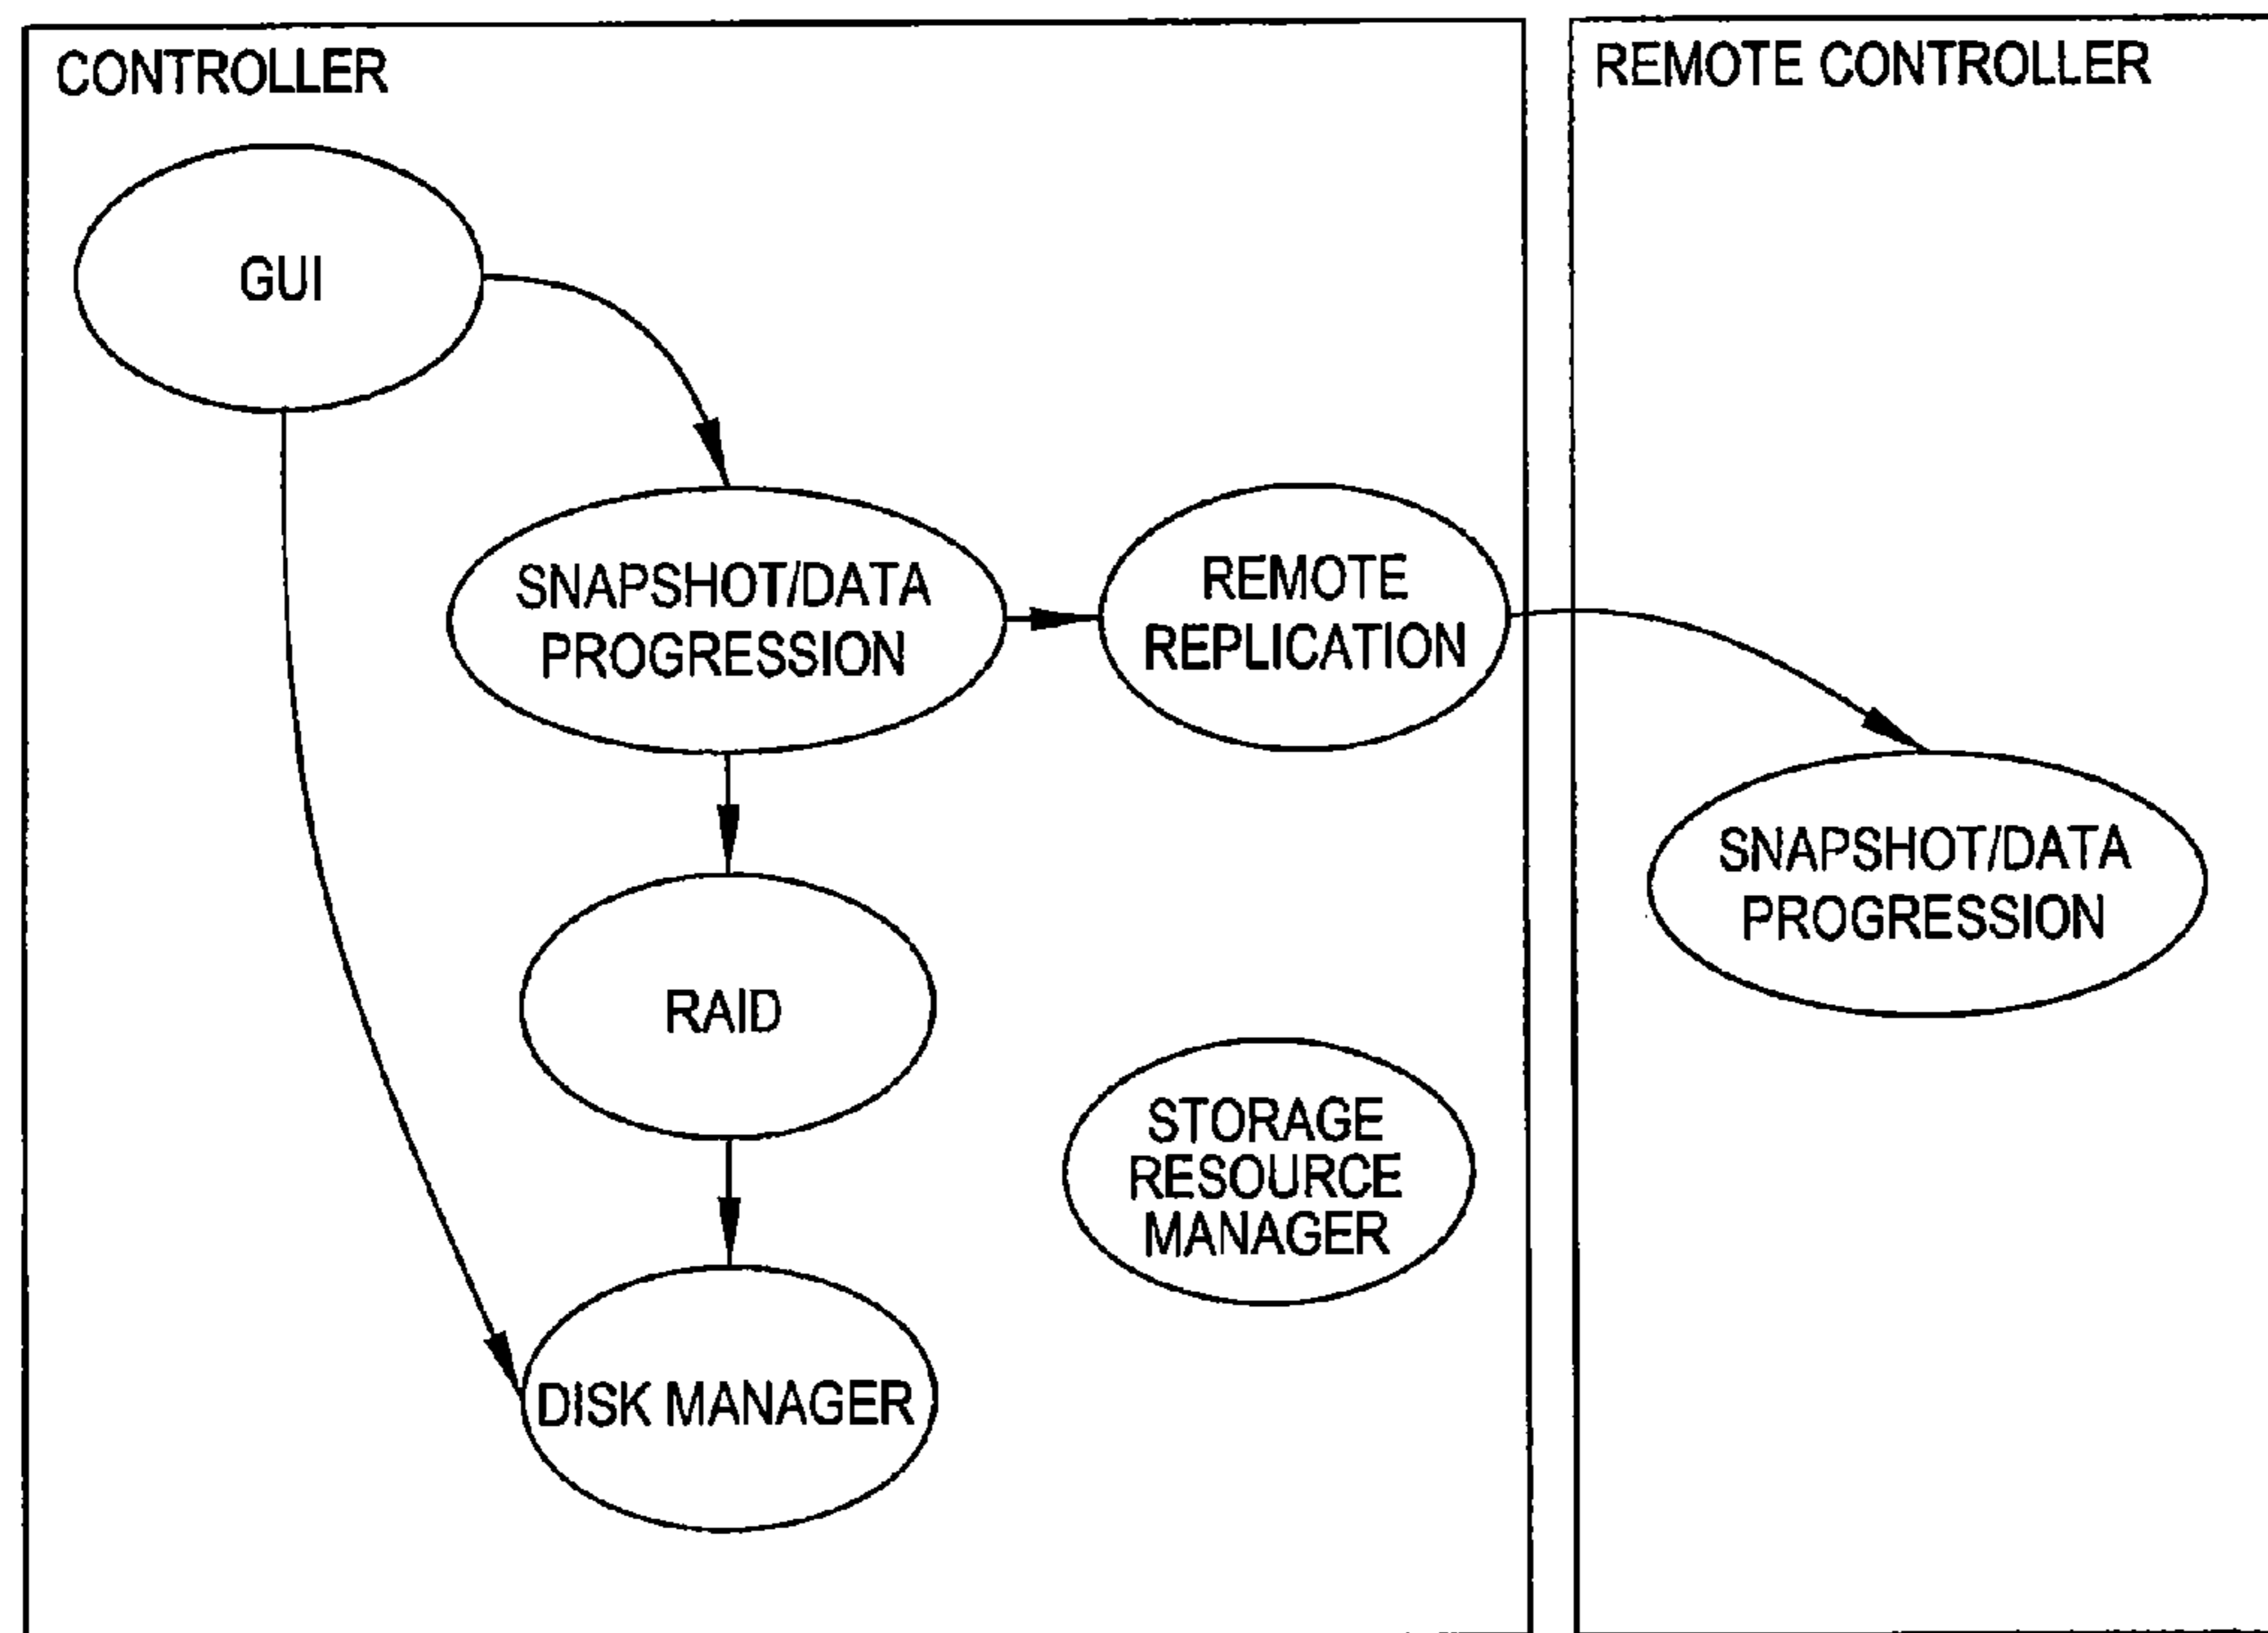 CONTROLLER
REMOTE CONTROLLER
GUI
SNAPSHOT/DATA
PROGRESSION
REMOTE
REPLICATION
SNAPSHOT/DATA
PROGRESSION
RAID
STORAGE
RESOURCE
MANAGER
DISK MANAGER